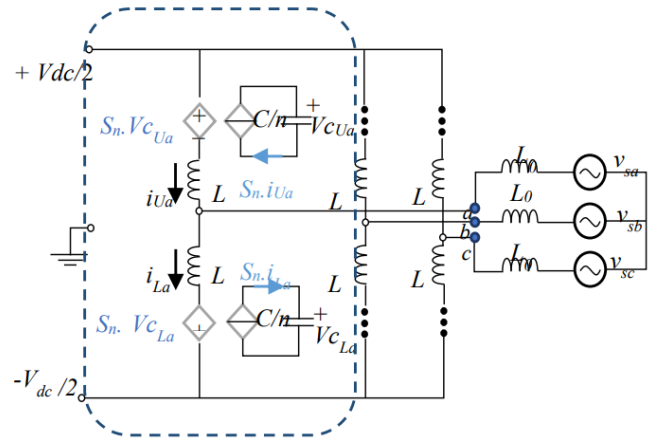 + Vdc/2
Sn.VcUa
+
C/n
+
VcUa
Sn.iUa
iUa
L
L
L
L0
vsa
a
L0
vsb
b
c
vsc
iLa
L
Sn.iLa
L
L
Sn. VcLa
C/n
+
VcLa
-Vdc /2